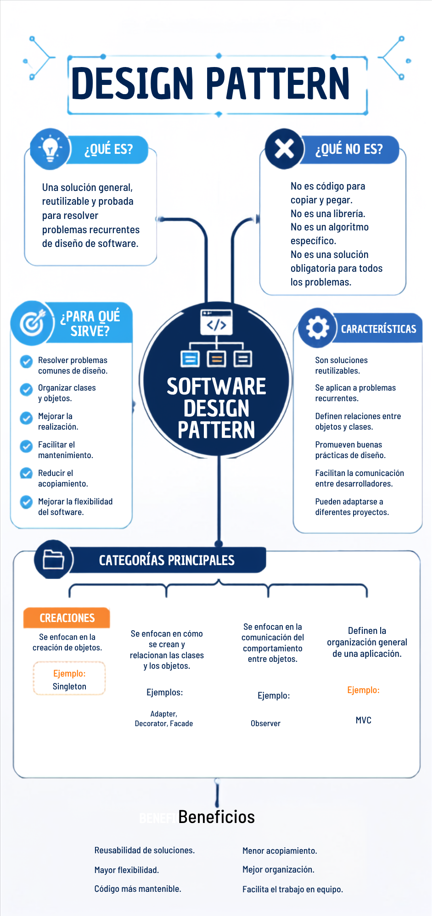 DESIGN PATTERN
¿QUÉ ES?
Una solución general,
reutilizable y probada
para resolver
problemas recurrentes
de diseño de software.
¿QUÉ NO ES?
No es código para
copiar y pegar.
No es una librería.
No es un algoritmo
específico.
No es una solución
obligatoria para todos
los problemas.
¿PARA QUÉ
SIRVE?
Resolver problemas
comunes de diseño.
Organizar clases
y objetos.
Mejorar la
realización.
Facilitar el
mantenimiento.
Reducir el
acopiamiento.
Mejorar la flexibilidad
del software.
</>
SOFTWARE
DESIGN
PATTERN
CARACTERÍSTICAS
Son soluciones
reutilizables.
Se aplican a problemas
recurrentes.
Definen relaciones entre
objetos y clases.
Promueven buenas
prácticas de diseño.
Facilitan la comunicación
entre desarrolladores.
Pueden adaptarse a
diferentes proyectos.
CATEGORÍAS PRINCIPALES
CREACIONES
Se enfocan en la
creación de objetos.
Ejemplo:
Singleton
Se enfocan en cómo
se crean y
relacionan las clases
y los objetos.
Ejemplos:
Adapter,
Decorator, Facade
Se enfocan en la
comunicación del
comportamiento
entre objetos.
Ejemplo:
Observer
Definen la
organización general
de una aplicación.
Ejemplo:
MVC
Beneficios
Reusabilidad de soluciones.
Mayor flexibilidad.
Código más mantenible.
Menor acopiamiento.
Mejor organización.
Facilita el trabajo en equipo.